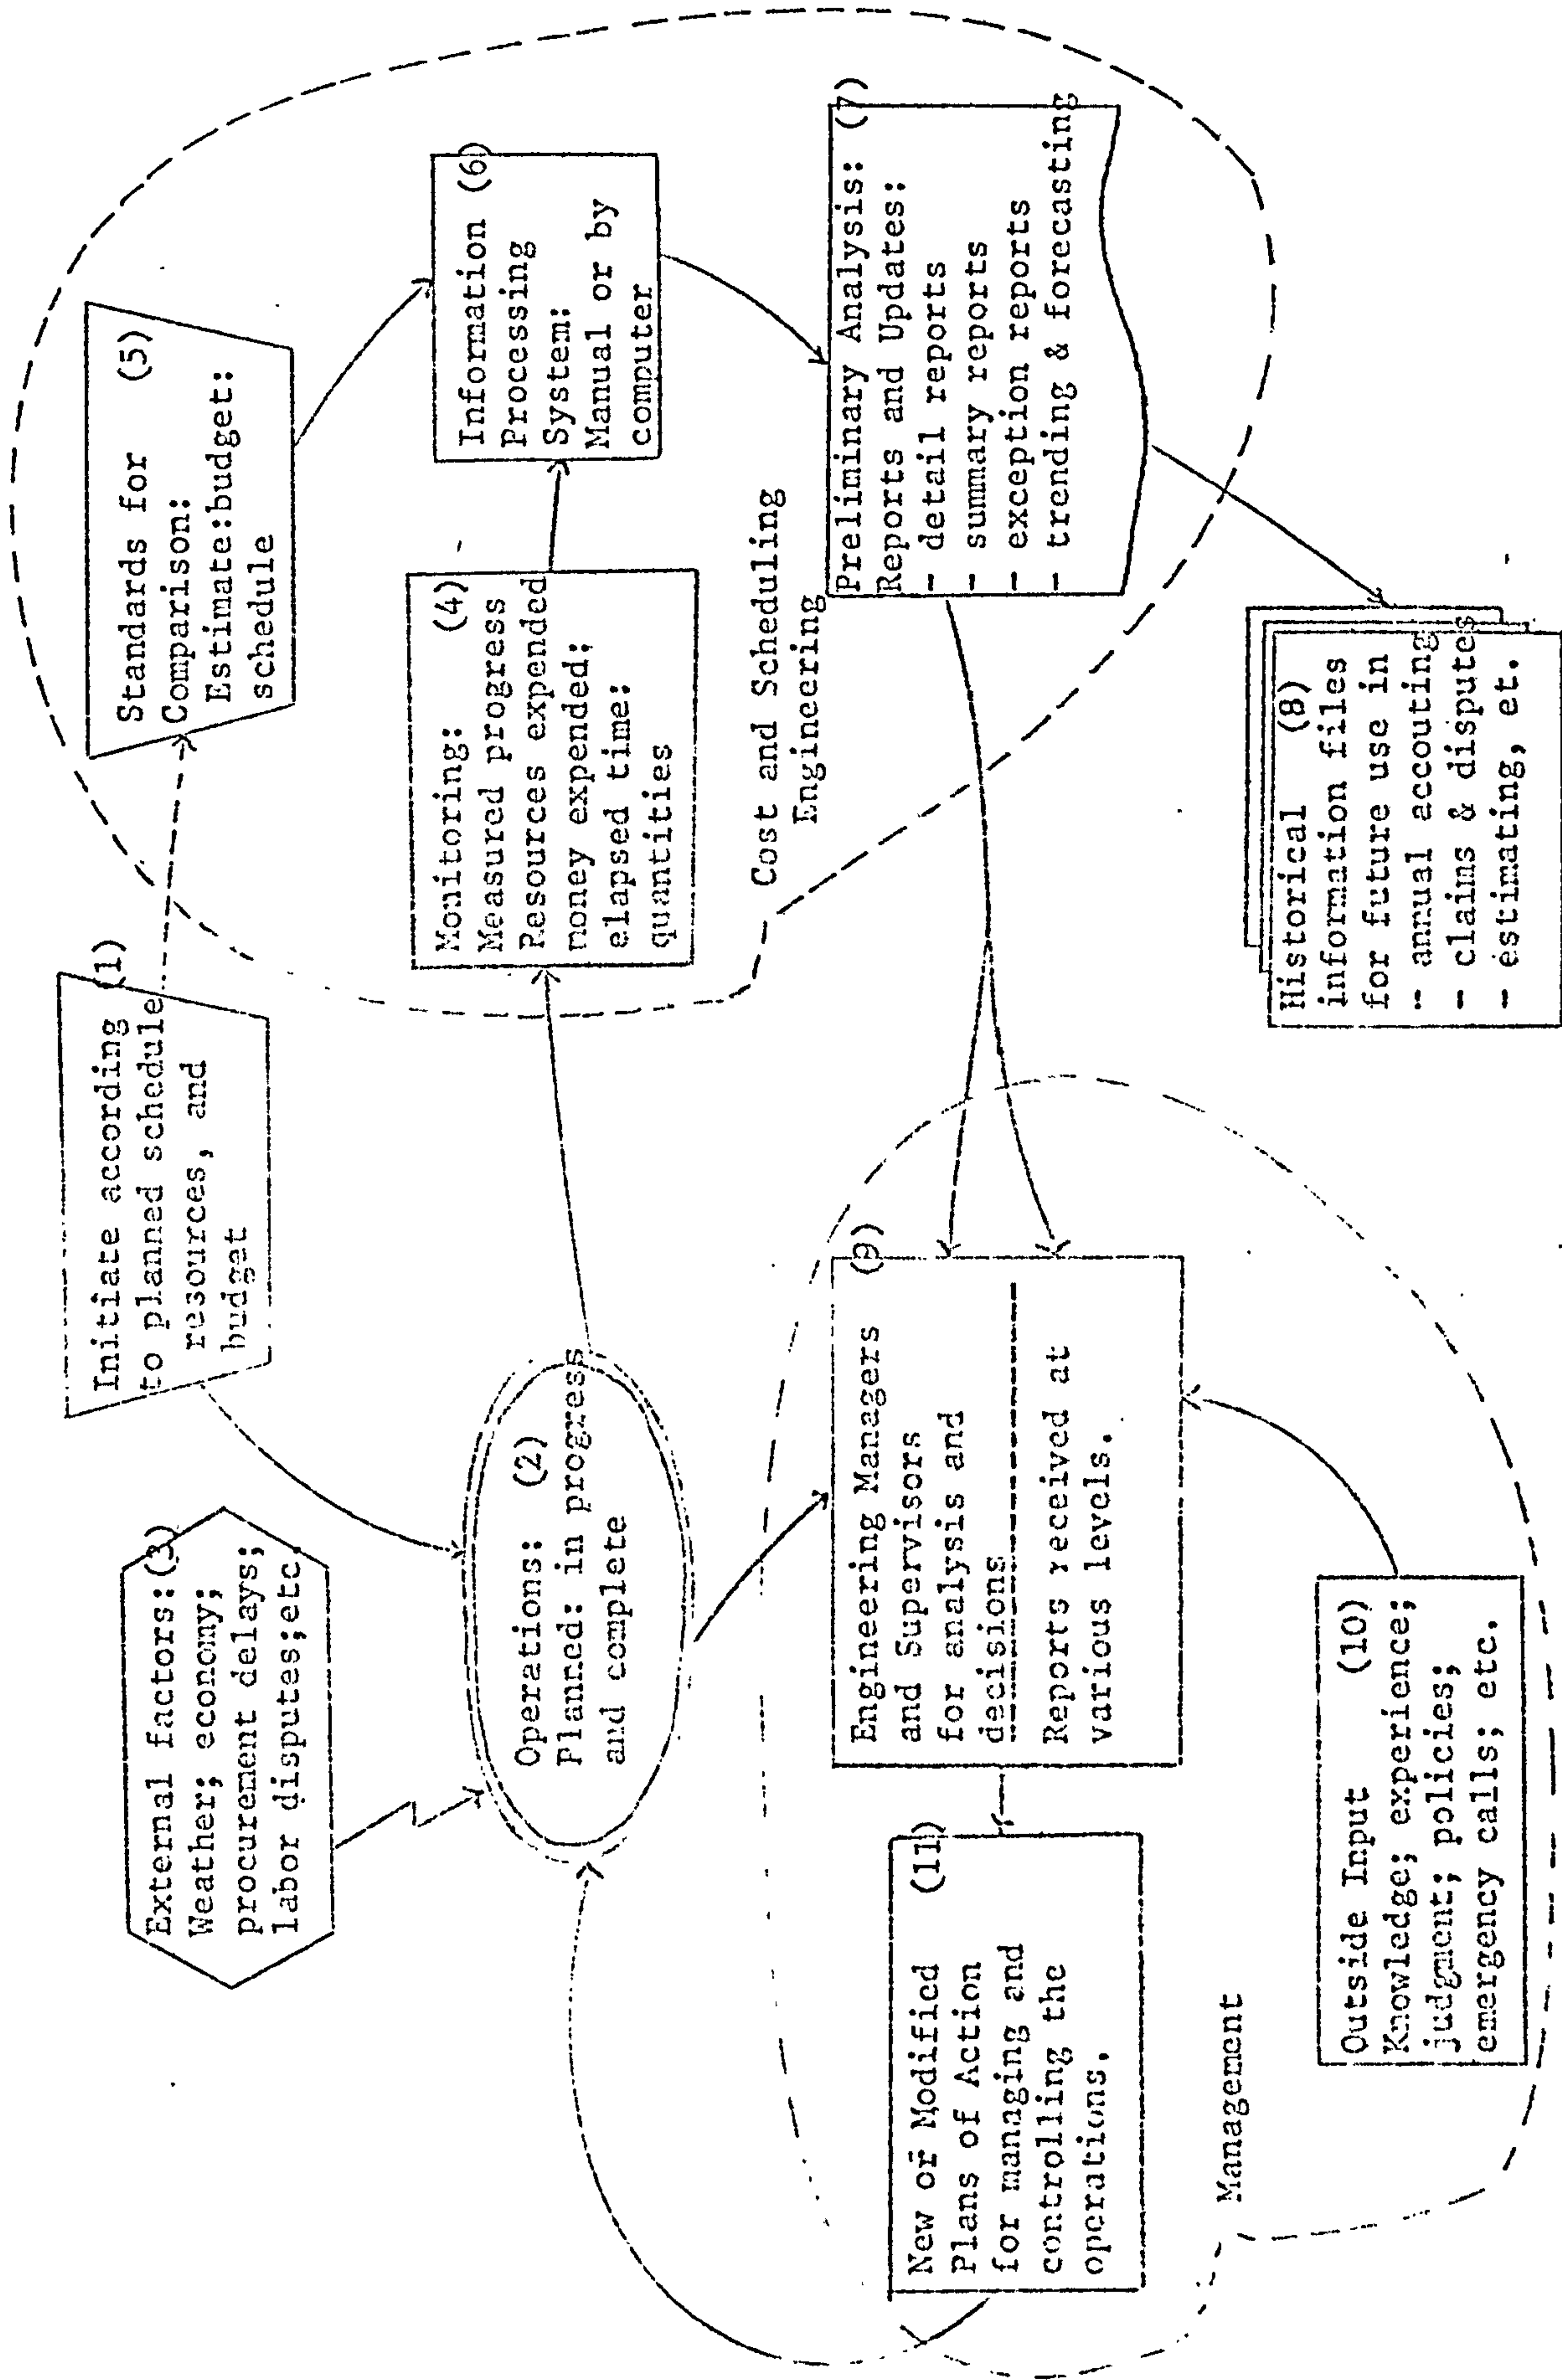 Initiate according (1)
to planned schedule
resources, and
budget
Operations: (2)
Planned: in progress
and complete
External factors:(3)
Weather; economy;
procurement delays;
labor disputes;etc.
Monitoring: (4)
Measured progress
Resources expended
money expended;
elapsed time:
quantities
Standards for (5)
Comparison:
Estimate:budget:
schedule
Information (6)
Processing
System:
Manual or by
computer
Cost and Scheduling
Engineering
Preliminary Analysis: (7)
Reports and Updates:
- detail reports
- summary reports
- exception reports
- trending & forecasting
Historical (8)
information files
for future use in
- annual accouting
- claims & disputes
- estimating, et.
Engineering Managers (9)
and Supervisors
for analysis and
decisions
Reports received at
various levels.
Outside Input (10)
Knowledge; experience;
judgment; policies;
emergency calls; etc.
New or Modified (11)
Plans of Action
for managing and
controlling the
operations.
Management